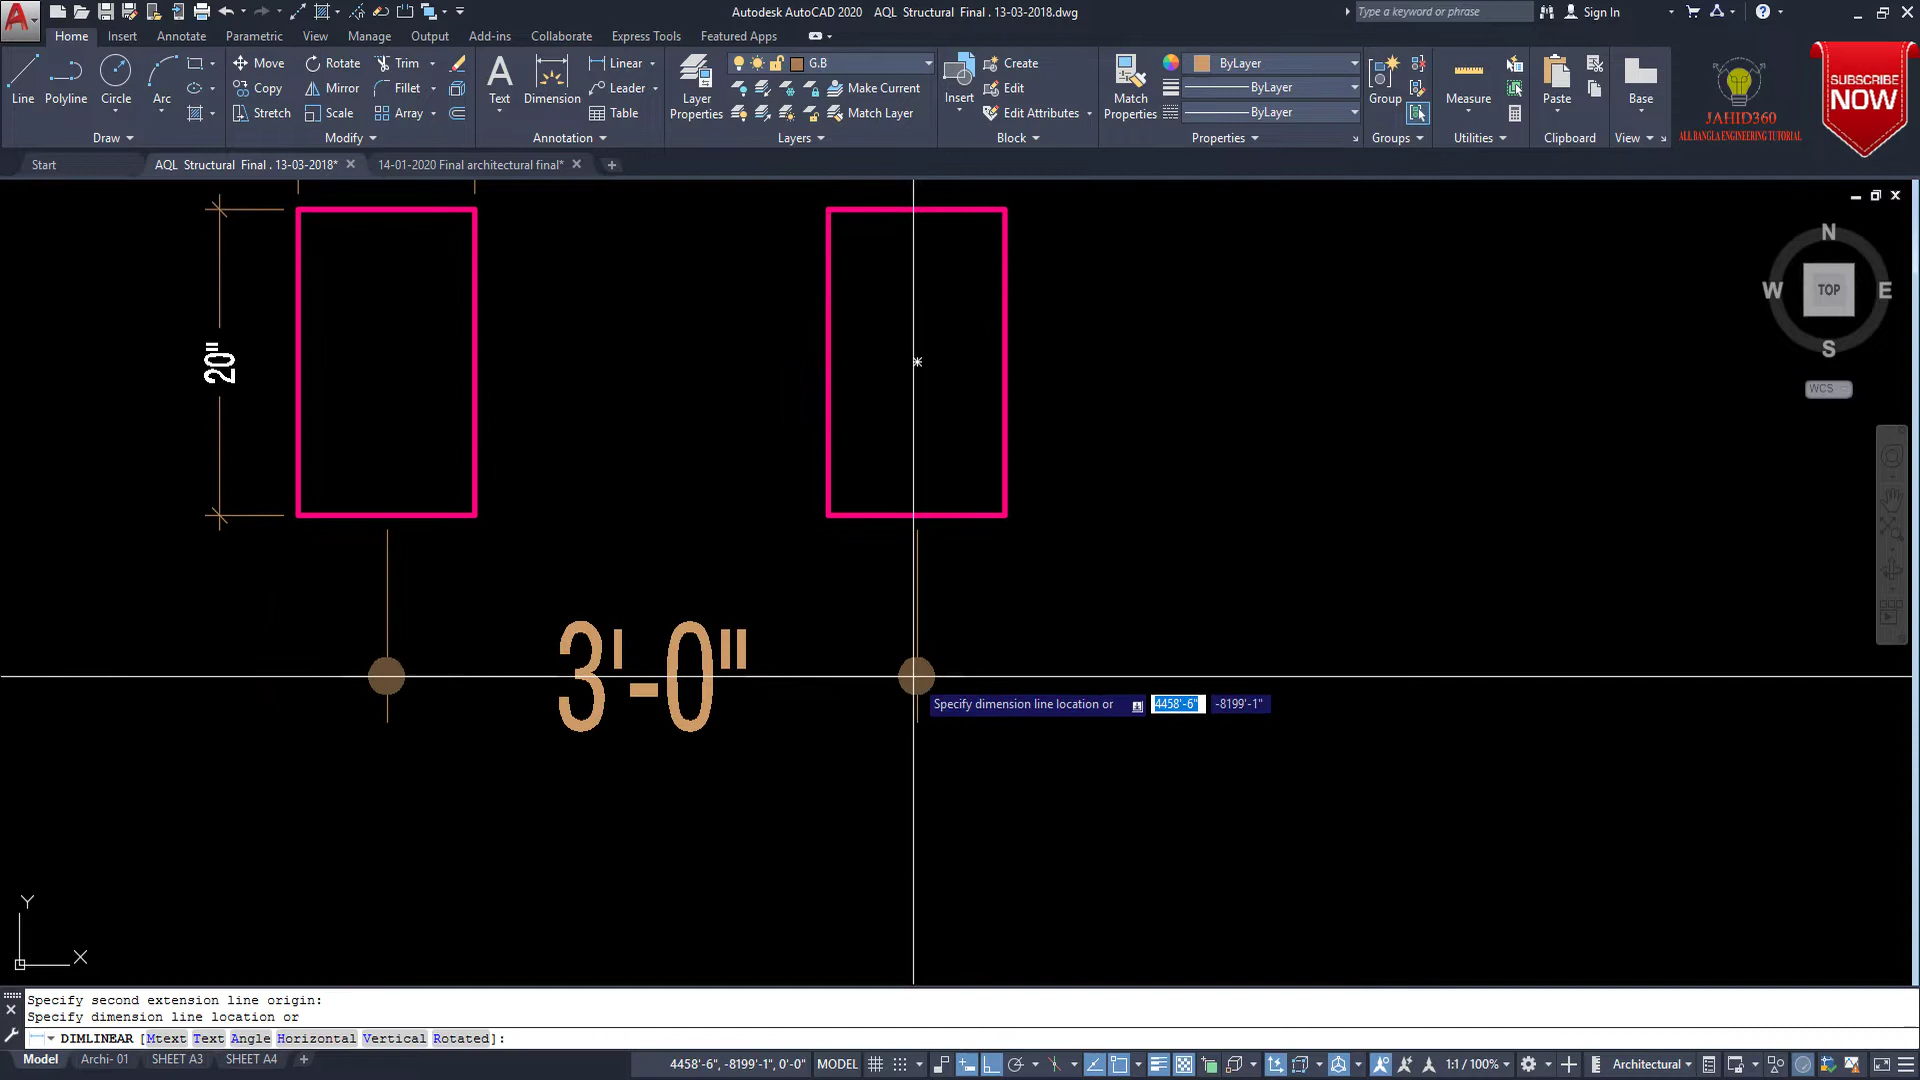 Autodesk AutoCAD 2020 AQL Structural Final . 13-03-2018.dwg
Type a keyword or phrase
Sign In
Home Insert Annotate Parametric View Manage Output Add-ins Collaborate Express Tools Featured Apps
Line Polyline Circle Arc
Move Rotate Trim
Copy Mirror Fillet
Stretch Scale Array
Text Dimension
Linear
Leader
Table
Layer Properties
G.B
Make Current
Match Layer
Insert
Create
Edit
Edit Attributes
Match Properties
ByLayer
ByLayer
ByLayer
Group
Measure
Paste
Base
Draw Modify Annotation Layers Block Properties Groups Utilities Clipboard View
JAHID360
ALL BANGLA ENGINEERING TUTORIAL
SUBSCRIBE
NOW
Start AQL Structural Final . 13-03-2018* 14-01-2020 Final architectural final*
N
W TOP E
S
WCS
20"
3'-0"
Specify dimension line location or 4458'-6" -8199'-1"
Y
X
Specify second extension line origin:
Specify dimension line location or
DIMLINEAR [Mtext Text Angle Horizontal Vertical Rotated]:
Model Archi- 01 SHEET A3 SHEET A4
4458'-6", -8199'-1", 0'-0" MODEL 1:1 / 100% Architectural